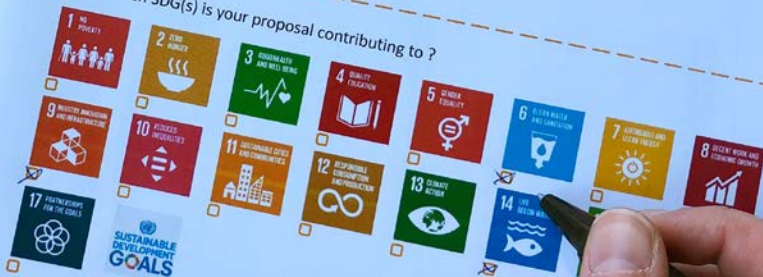 SDG(s) is your proposal contributing to ?
1 NO
POVERTY
2 ZERO
HUNGER
3 GOOD HEALTH
AND WELL-BEING
4 QUALITY
EDUCATION
5 GENDER
EQUALITY
6 CLEAN WATER
AND SANITATION
7 AFFORDABLE AND
CLEAN ENERGY
8 DECENT WORK AND
ECONOMIC GROWTH
9 INDUSTRY, INNOVATION
AND INFRASTRUCTURE
10 REDUCED
INEQUALITIES
11 SUSTAINABLE CITIES
AND COMMUNITIES
12 RESPONSIBLE
CONSUMPTION
AND PRODUCTION
13 CLIMATE
ACTION
14 LIFE
BELOW
17 PARTNERSHIPS
FOR THE GOALS
SUSTAINABLE
DEVELOPMENT
GOALS